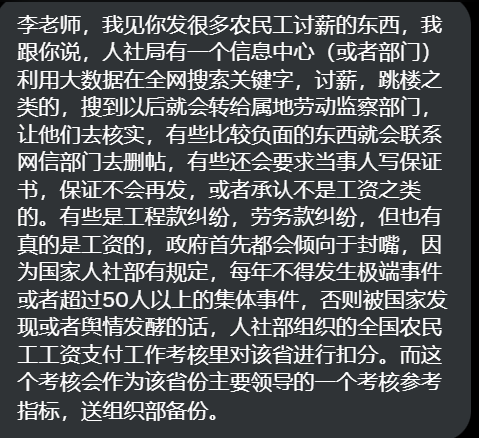 李老师，我见你发很多农民工讨薪的东西，我
跟你说，人社局有一个信息中心（或者部门）
利用大数据在全网搜索关键字，讨薪，跳楼之
类的，搜到以后就会转给属地劳动监察部门，
让他们去核实，有些比较负面的东西就会联系
网信部门去删帖，有些还会要求当事人写保证
书，保证不会再发，或者承认不是工资之类
的。有些是工程款纠纷，劳务款纠纷，但也有
真的是工资的，政府首先都会倾向于封嘴，因
为国家人社部有规定，每年不得发生极端事件
或者超过50人以上的集体事件，否则被国家发
现或者舆情发酵的话，人社部组织的全国农民
工工资支付工作考核里对该省进行扣分。而这
个考核会作为该省份主要领导的一个考核参考
指标，送组织部备份。